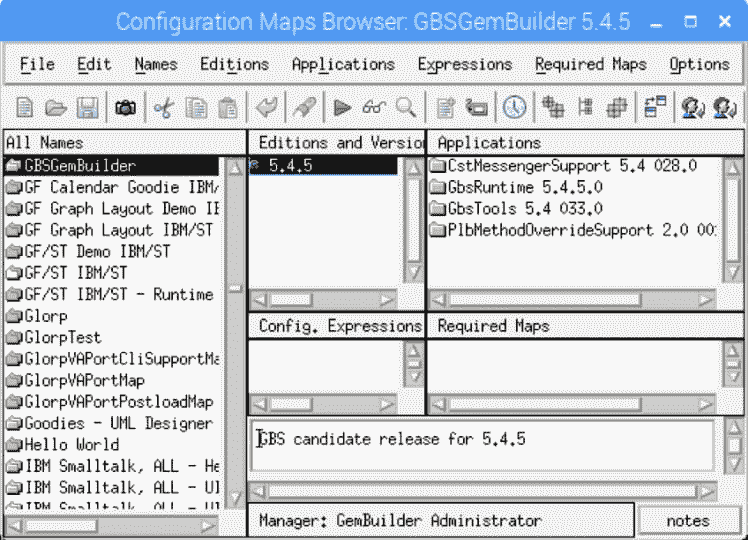 Configuration Maps Browser: GBSGemBuilder 5.4.5
File Edit Names Editions Applications Expressions Required Maps Options
All Names
GBSGemBuilder
GF Calendar Goodie IBM/
GF Graph Layout Demo IB
GF Graph Layout IBM/ST
GF/ST Demo IBM/ST
GF/ST IBM/ST
GF/ST IBM/ST - Runtime
Glorp
GlorpTest
GlorpVAPortCliSupportMa
GlorpVAPortMap
GlorpVAPortPostloadMap
Goodies - UML Designer
Hello World
IBM Smalltalk, ALL - He
IBM Smalltalk, ALL - UI
Editions and Version
5.4.5
Applications
CstMessengerSupport 5.4 028.0
GbsRuntime 5.4.5.0
GbsTools 5.4 033.0
PlbMethodOverrideSupport 2.0 00
Config. Expressions
Required Maps
GBS candidate release for 5.4.5
Manager: GemBuilder Administrator
notes